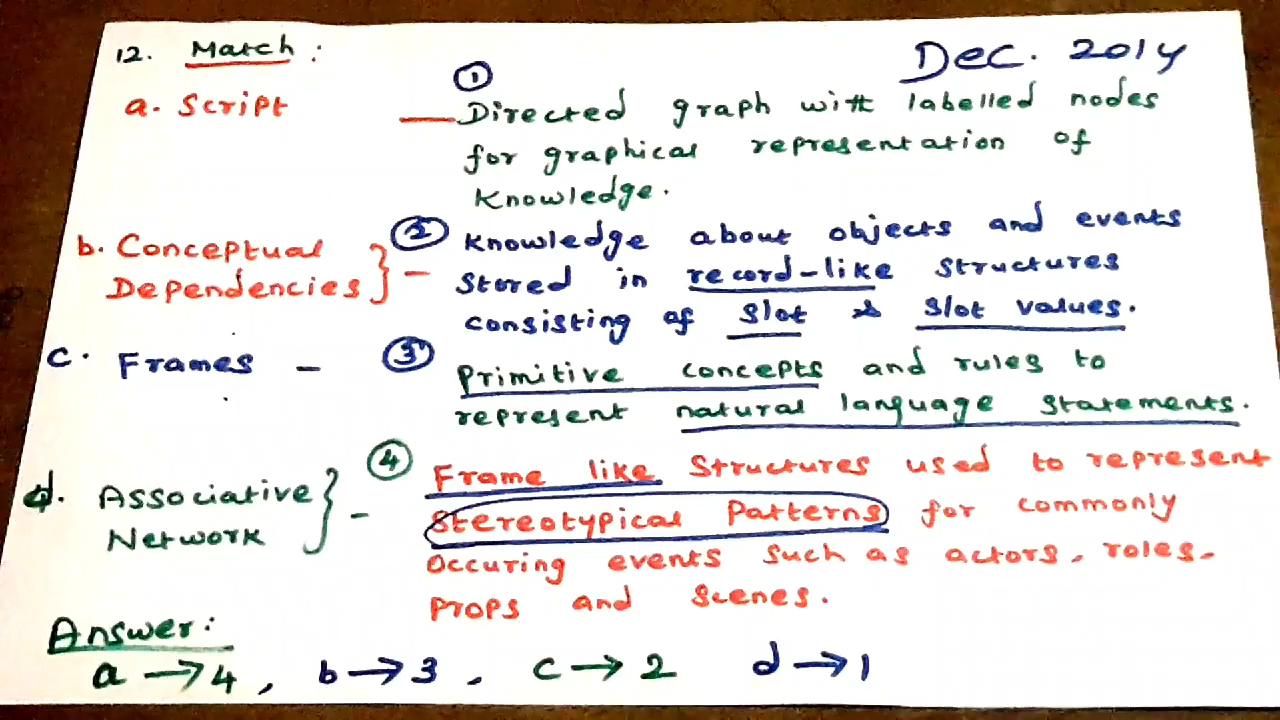 12. Match :
Dec. 2014
a. Script
①
— Directed graph with labelled nodes
for graphical representation of
Knowledge.
b. Conceptual
Dependencies } —
② Knowledge about objects and events
stored in record-like structures
consisting of slot & slot values.
c. Frames —
③ Primitive concepts and rules to
represent natural language statements.
d. Associative
Network } —
④ Frame like structures used to represent
Stereotypical Patterns for commonly
occuring events such as actors, roles,
props and scenes.
Answer:
a → 4, b → 3, c → 2 d → 1